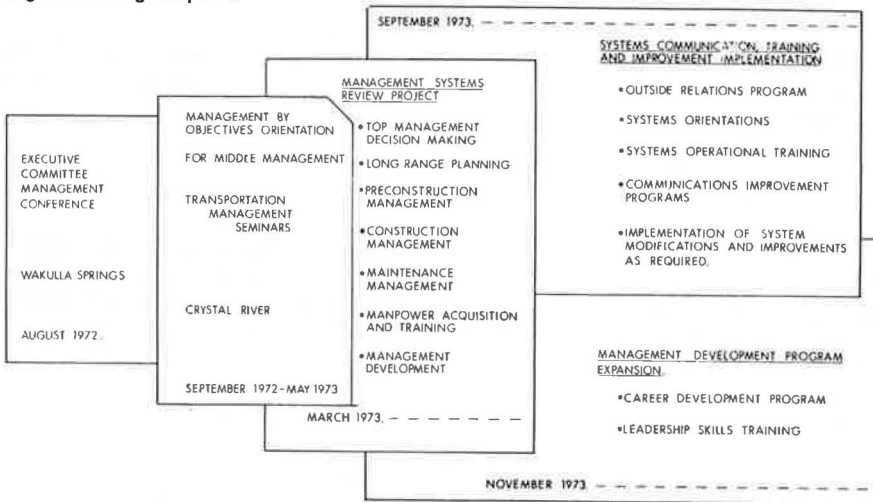 EXECUTIVE
COMMITTEE
MANAGEMENT
CONFERENCE
WAKULLA SPRINGS
AUGUST 1972
MANAGEMENT BY
OBJECTIVES ORIENTATION
FOR MIDDLE MANAGEMENT
TRANSPORTATION
MANAGEMENT
SEMINARS
CRYSTAL RIVER
SEPTEMBER 1972 - MAY 1973
MANAGEMENT SYSTEMS
REVIEW PROJECT
•TOP MANAGEMENT
DECISION MAKING
•LONG RANGE PLANNING
•PRECONSTRUCTION
MANAGEMENT
•CONSTRUCTION
MANAGEMENT
•MAINTENANCE
MANAGEMENT
•MANPOWER ACQUISITION
AND TRAINING
•MANAGEMENT
DEVELOPMENT
MARCH 1973.
SEPTEMBER 1973.
SYSTEMS COMMUNICATION, TRAINING
AND IMPROVEMENT IMPLEMENTATION
•OUTSIDE RELATIONS PROGRAM
•SYSTEMS ORIENTATIONS
•SYSTEMS OPERATIONAL TRAINING
•COMMUNICATIONS IMPROVEMENT
PROGRAMS
•IMPLEMENTATION OF SYSTEM
MODIFICATIONS AND IMPROVEMENTS
AS REQUIRED.
MANAGEMENT DEVELOPMENT PROGRAM
EXPANSION.
•CAREER DEVELOPMENT PROGRAM
•LEADERSHIP SKILLS TRAINING
NOVEMBER 1973